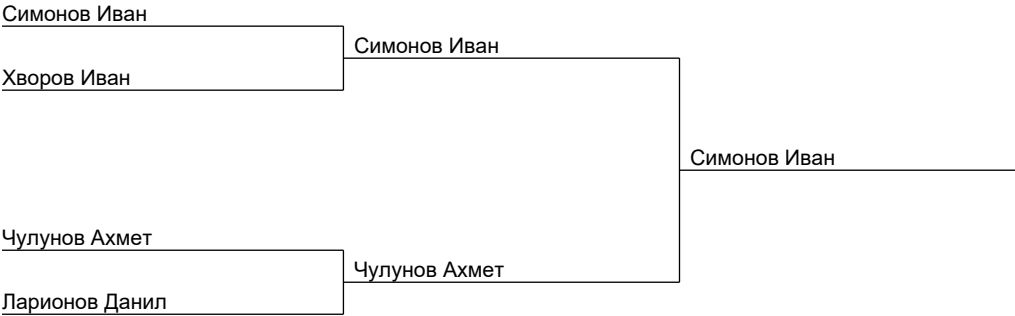 Симонов Иван
Симонов Иван
Хворов Иван
Симонов Иван
Чулунов Ахмет
Чулунов Ахмет
Ларионов Данил